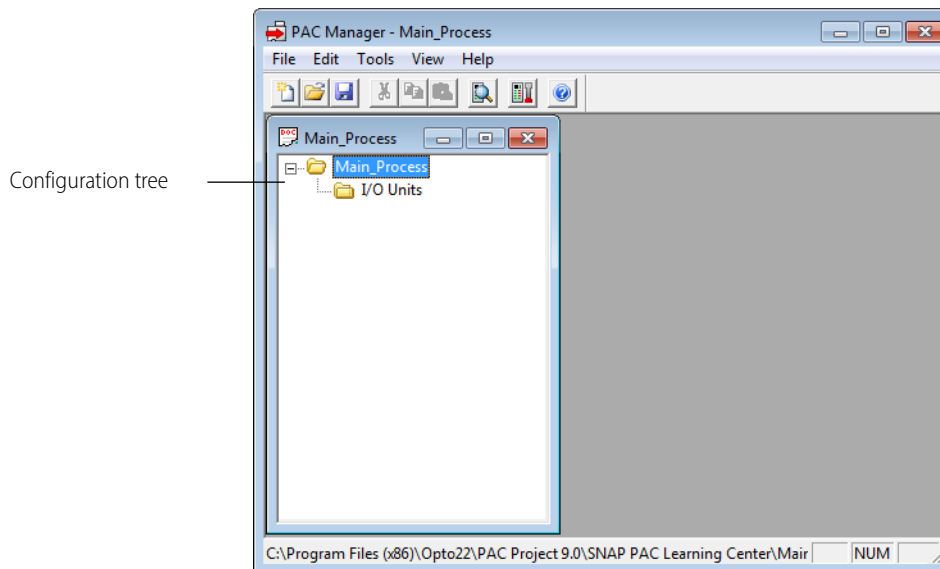 PAC Manager - Main_Process
File Edit Tools View Help
DOC
Main_Process
Main_Process
I/O Units
Configuration tree
C:\Program Files (x86)\Opto22\PAC Project 9.0\SNAP PAC Learning Center\Mair
NUM